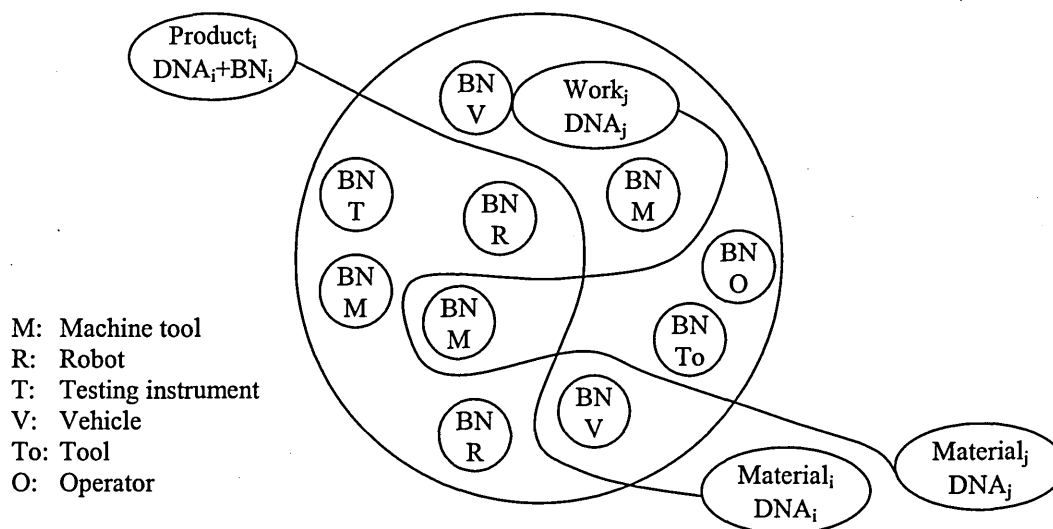 Product_i
DNA_i+BN_i
BN
V
Work_j
DNA_j
BN
T
BN
R
BN
M
BN
O
BN
M
BN
M
BN
To
BN
V
BN
R
M: Machine tool
R: Robot
T: Testing instrument
V: Vehicle
To: Tool
O: Operator
Material_j
DNA_j
Material_i
DNA_i